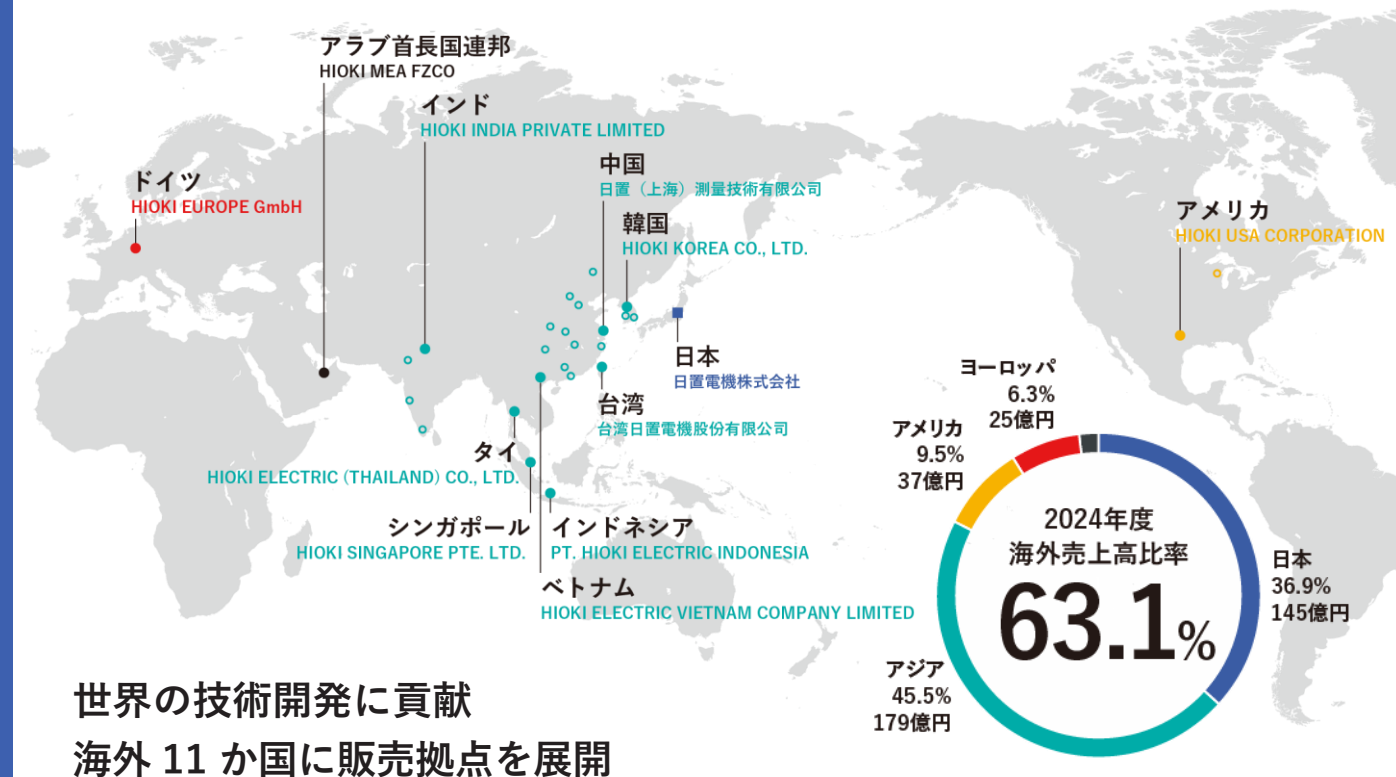 アラブ首長国連邦
HIOKI MEA FZCO
インド
HIOKI INDIA PRIVATE LIMITED
中国
日置（上海）測量技術有限公司
ドイツ
HIOKI EUROPE GmbH
韓国
HIOKI KOREA CO., LTD.
アメリカ
HIOKI USA CORPORATION
日本
日置電機株式会社
台湾
台湾日置電機股份有限公司
タイ
HIOKI ELECTRIC (THAILAND) CO., LTD.
シンガポール
HIOKI SINGAPORE PTE. LTD.
インドネシア
PT. HIOKI ELECTRIC INDONESIA
ベトナム
HIOKI ELECTRIC VIETNAM COMPANY LIMITED
ヨーロッパ
6.3%
25億円
アメリカ
9.5%
37億円
2024年度
海外売上高比率
63.1%
日本
36.9%
145億円
アジア
45.5%
179億円
世界の技術開発に貢献
海外 11 か国に販売拠点を展開